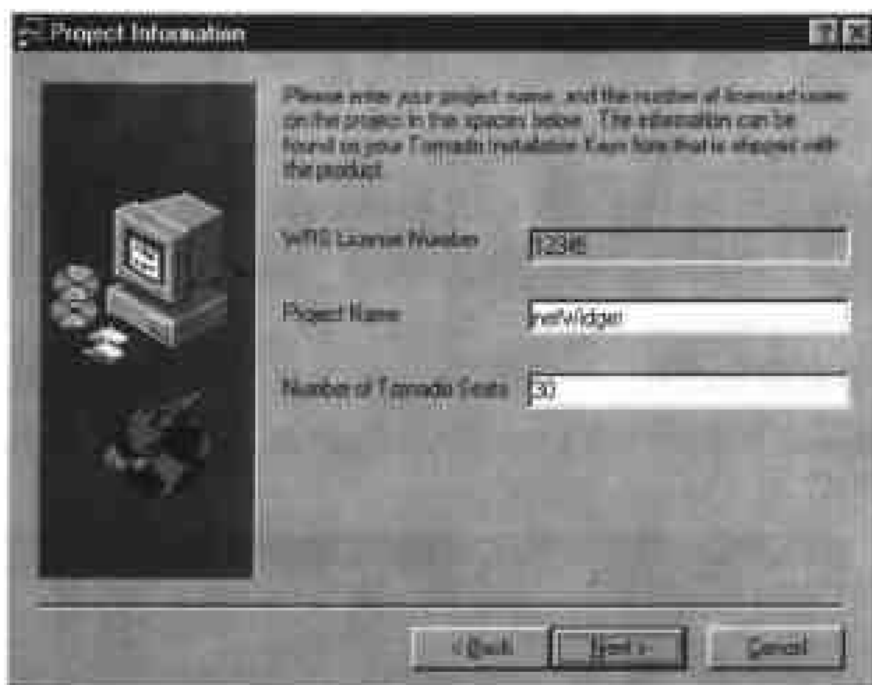 Project Information
Please enter your project name, and the number of licensed users
on the project in the spaces below. The information can be
found on your Tornado Installation Keys form that is shipped with
the product.
WRS License Number
12345
Project Name
netWidget
Number of Tornado Seats
30
< Back
Next >
Cancel